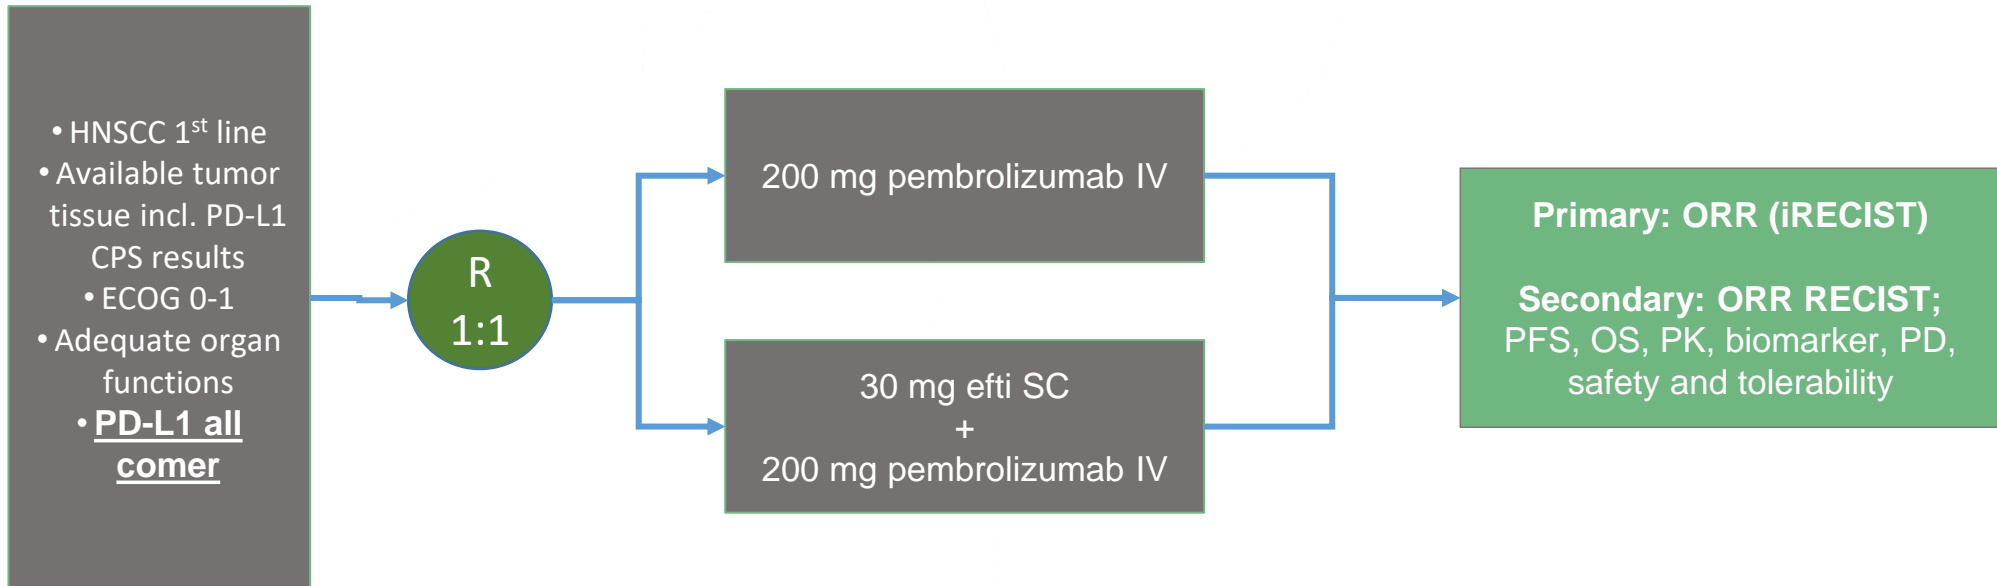 • HNSCC 1st line
• Available tumor
tissue incl. PD-L1
CPS results
• ECOG 0-1
• Adequate organ
functions
• PD-L1 all
comer
R
1:1
200 mg pembrolizumab IV
30 mg efti SC
+
200 mg pembrolizumab IV
Primary: ORR (iRECIST)
Secondary: ORR RECIST;
PFS, OS, PK, biomarker, PD,
safety and tolerability